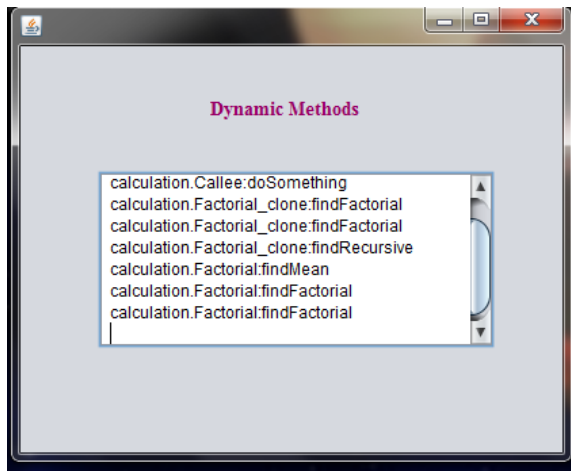 Dynamic Methods
calculation.Callee:doSomething
calculation.Factorial_clone:findFactorial
calculation.Factorial_clone:findFactorial
calculation.Factorial_clone:findRecursive
calculation.Factorial:findMean
calculation.Factorial:findFactorial
calculation.Factorial:findFactorial